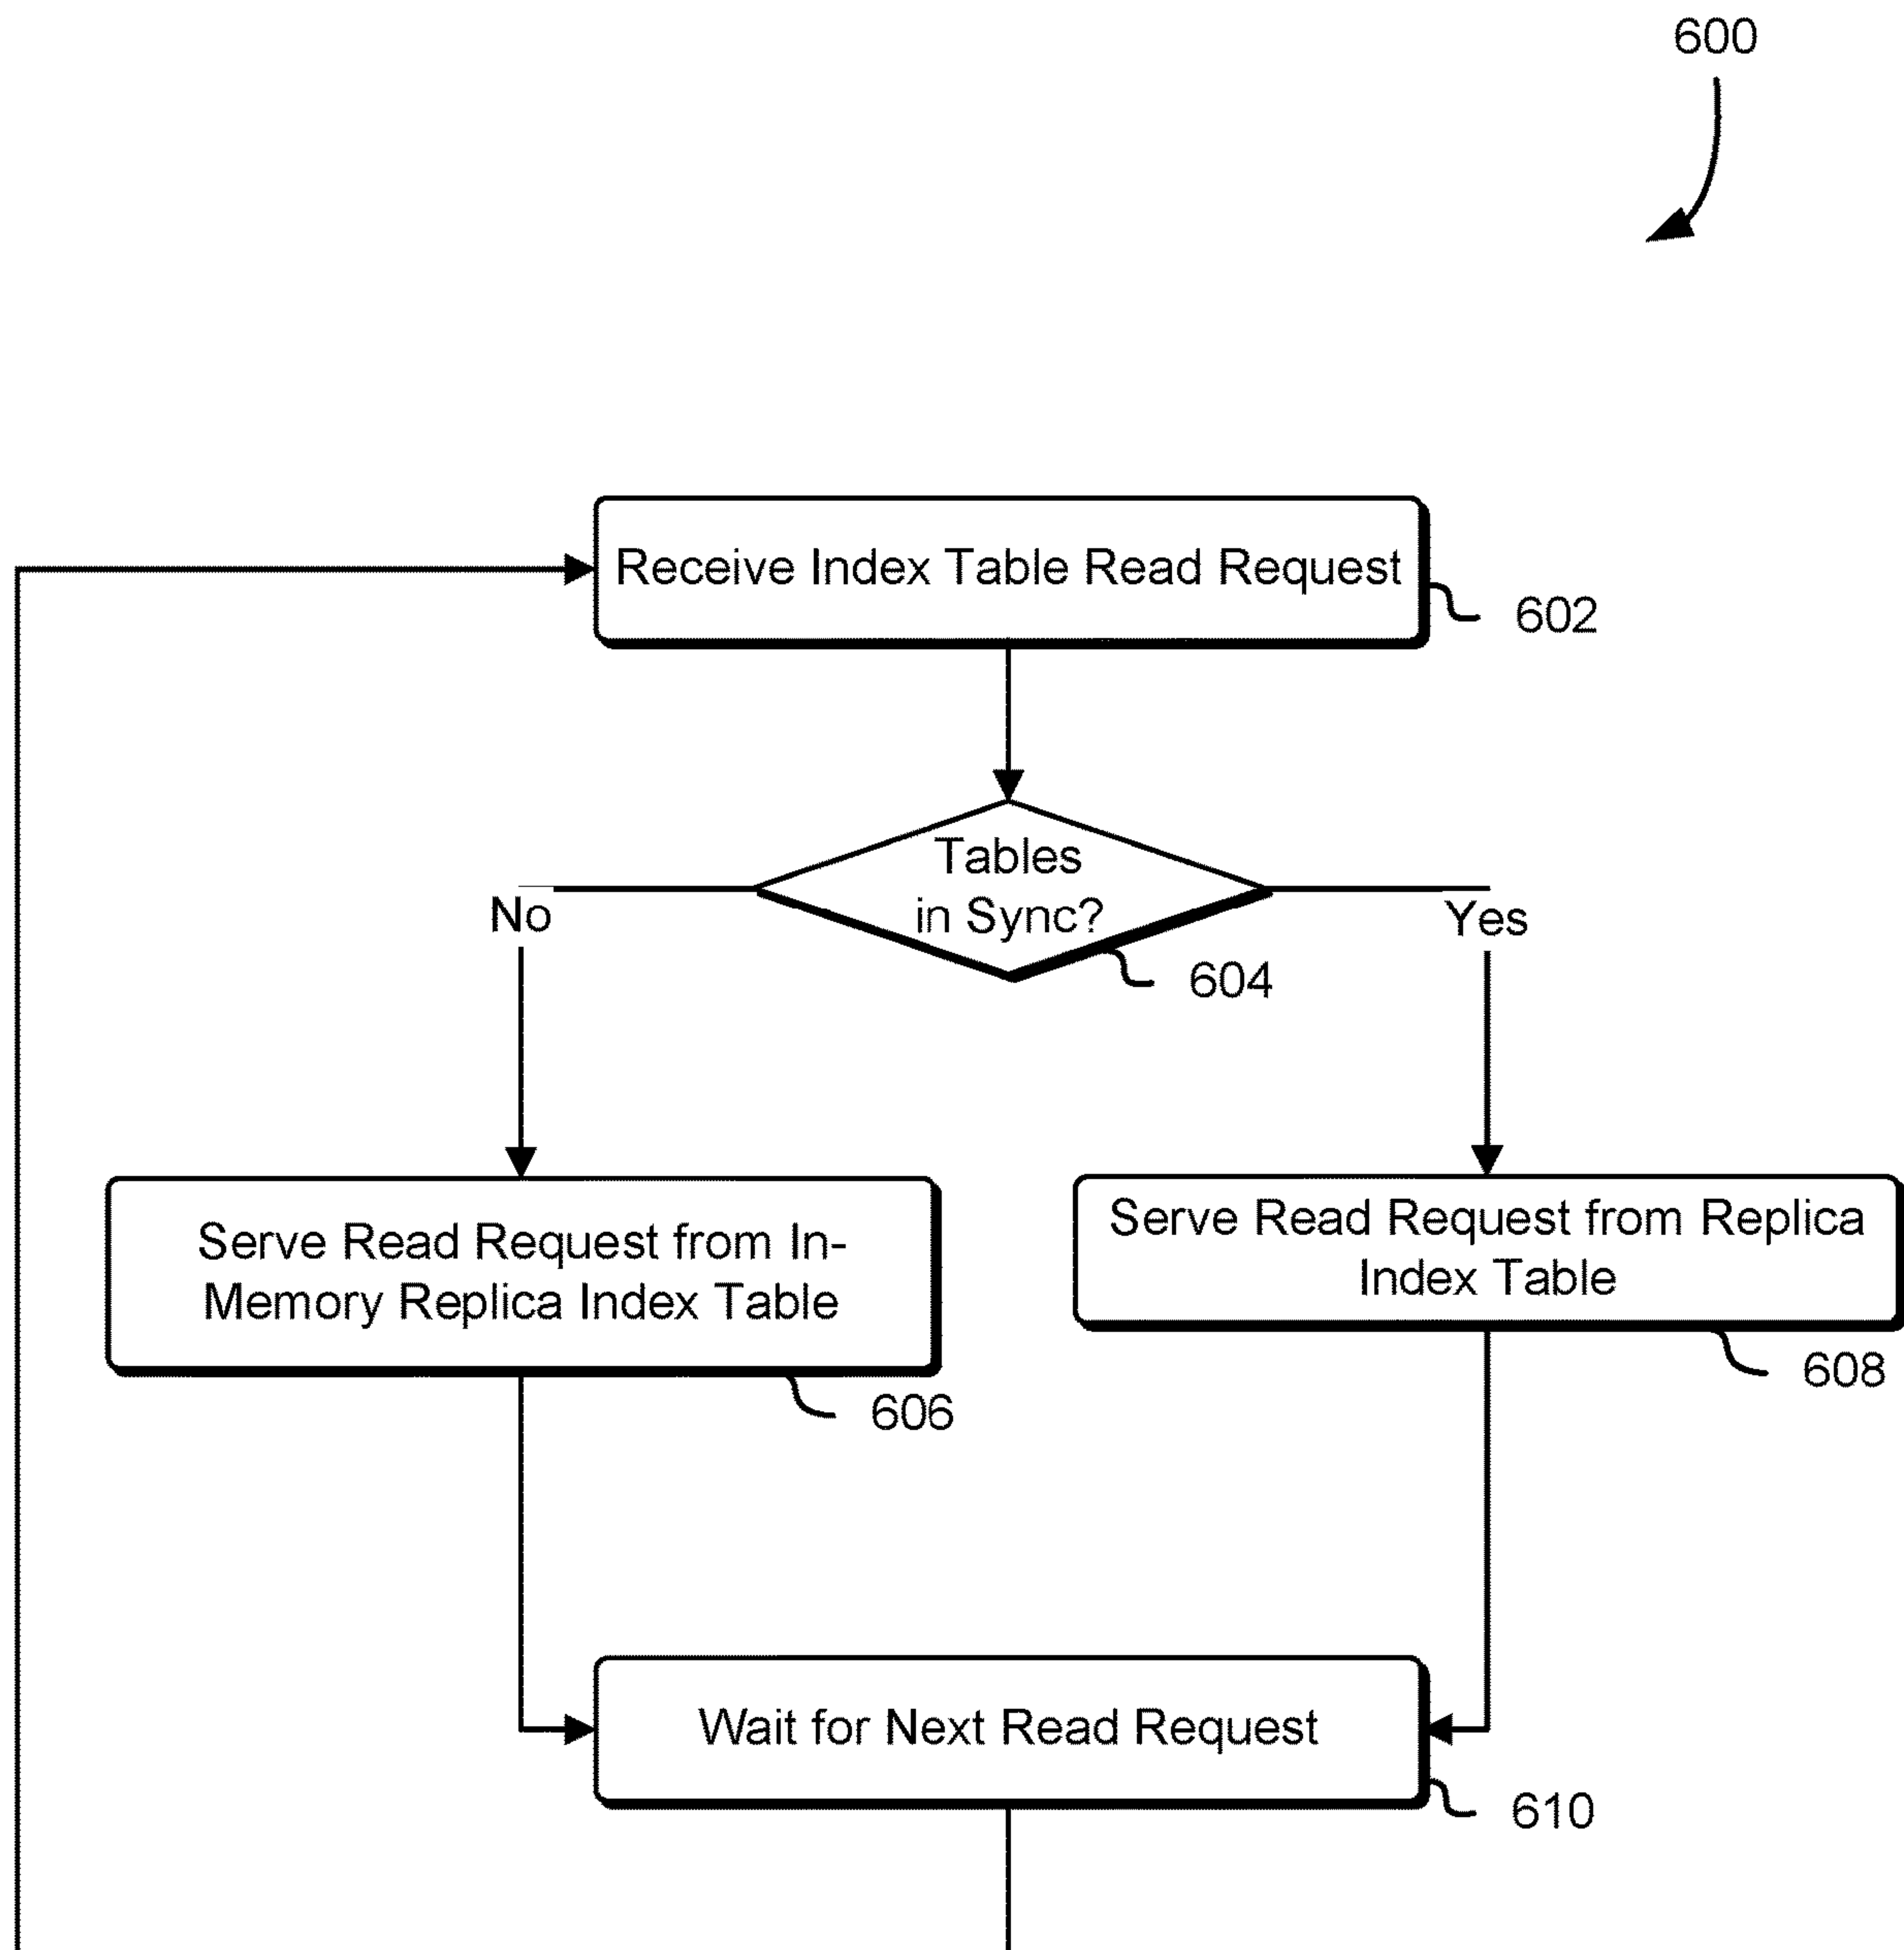 600
Receive Index Table Read Request
602
Tables
in Sync?
No
Yes
604
Serve Read Request from In-
Memory Replica Index Table
606
Serve Read Request from Replica
Index Table
608
Wait for Next Read Request
610